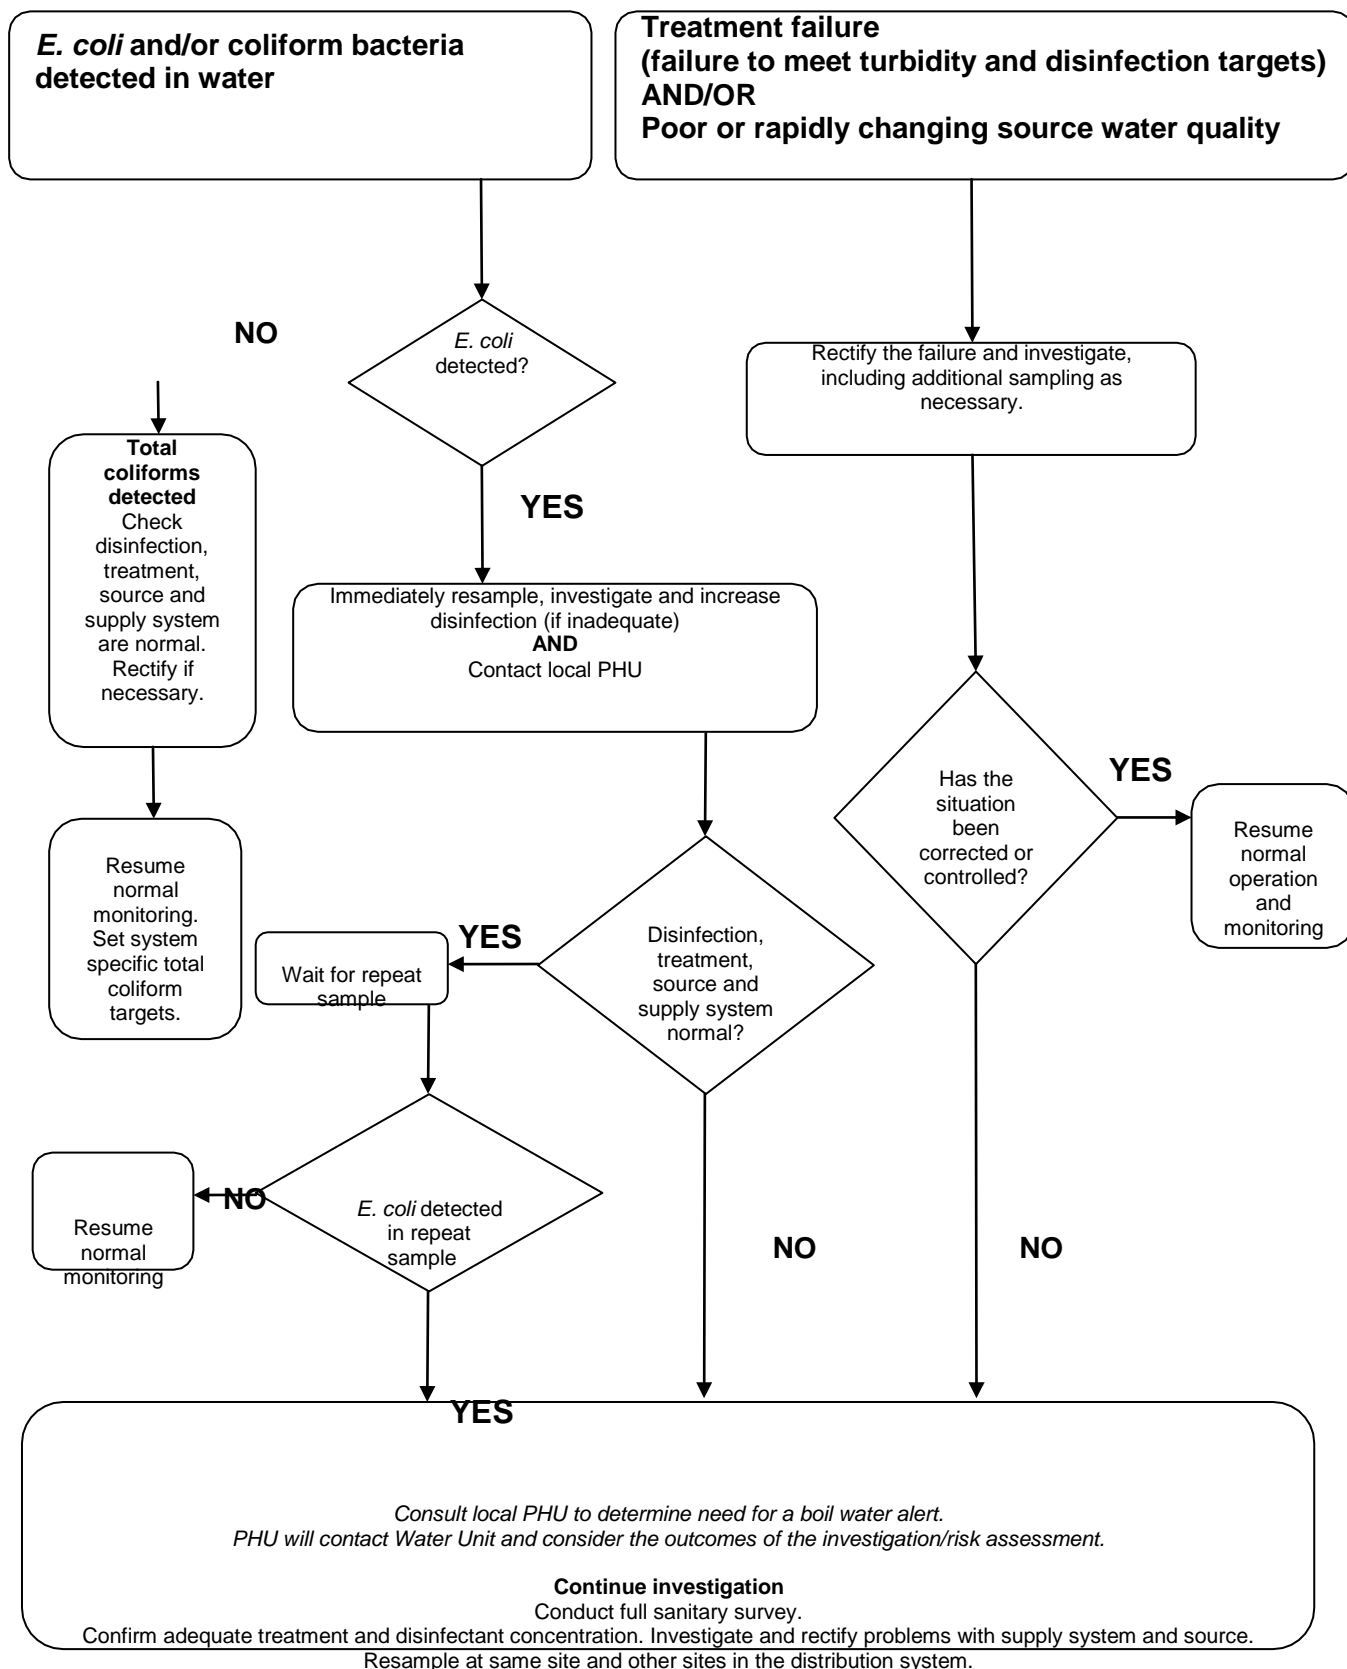 E. coli and/or coliform bacteria
detected in water
Treatment failure
(failure to meet turbidity and disinfection targets)
AND/OR
Poor or rapidly changing source water quality
NO
E. coli
detected?
Rectify the failure and investigate,
including additional sampling as
necessary.
Total
coliforms
detected
Check
disinfection,
treatment,
source and
supply system
are normal.
Rectify if
necessary.
YES
Immediately resample, investigate and increase
disinfection (if inadequate)
AND
Contact local PHU
Has the
situation
been
corrected or
controlled?
YES
Resume
normal
operation
and
monitoring
Resume
normal
monitoring.
Set system
specific total
coliform
targets.
YES
Wait for repeat
sample
Disinfection,
treatment,
source and
supply system
normal?
NO
E. coli detected
in repeat
sample
Resume
normal
monitoring
NO
NO
YES
Consult local PHU to determine need for a boil water alert.
PHU will contact Water Unit and consider the outcomes of the investigation/risk assessment.
Continue investigation
Conduct full sanitary survey.
Confirm adequate treatment and disinfectant concentration. Investigate and rectify problems with supply system and source.
Resample at same site and other sites in the distribution system.